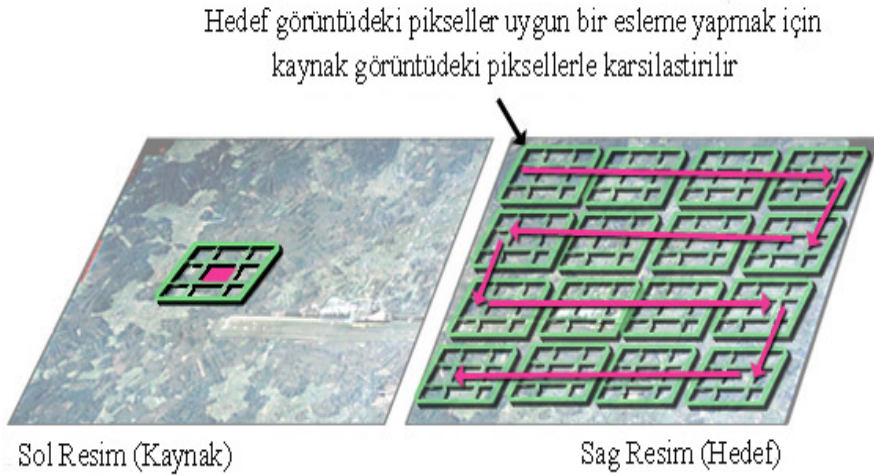 Hedef görüntüdeki pikseller uygun bir esleme yapmak için
kaynak görüntüdeki piksellerle karsilastirilir
Sol Resim (Kaynak)
Sag Resim (Hedef)